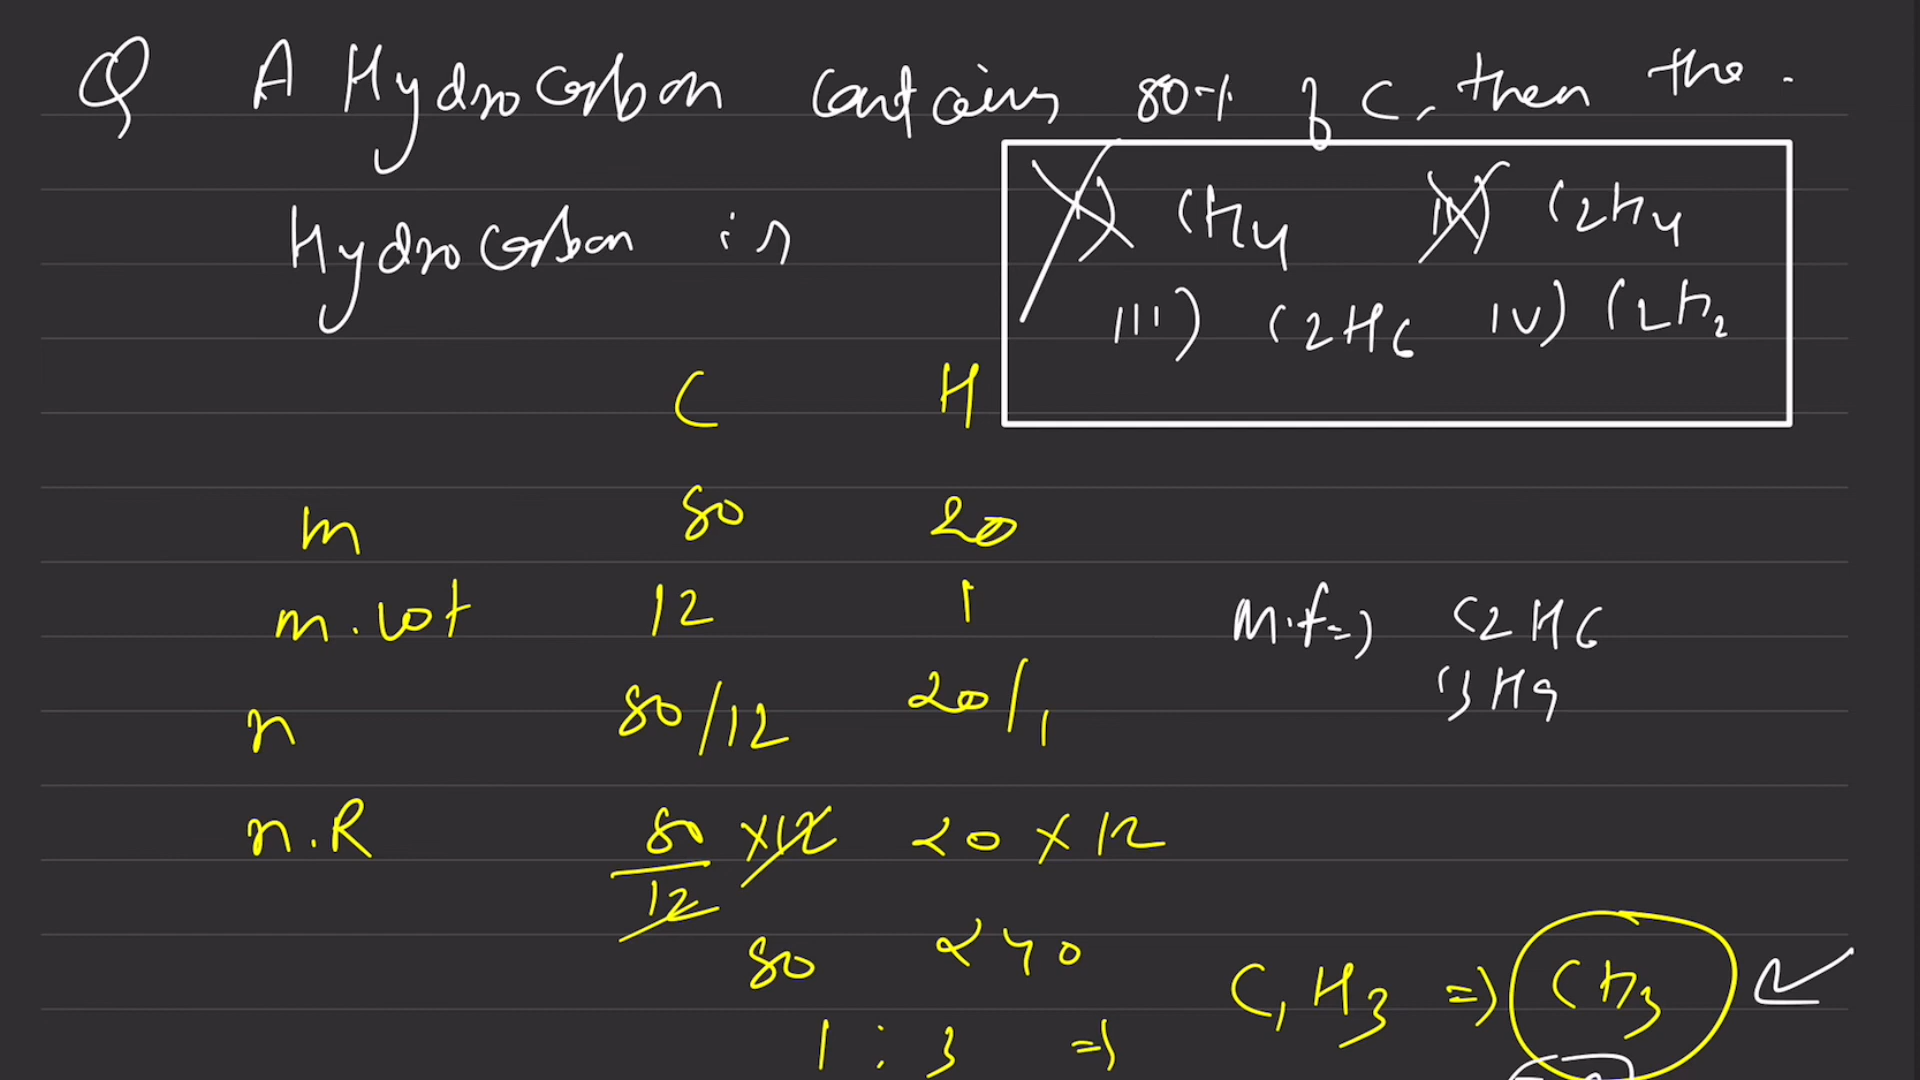 Q A Hydrocarbon contains 80% of C, then the
Hydrocarbon is
I) CH4 II) C2H4
III) C2H6 IV) C2H2
C H
m 80 20
m.wt 12 1
n 80/12 20/1
M.f=) C2H6
C3H9
n.R 80/12 x12 20 x 12
80 240
1 : 3 =) C1H3 =) CH3